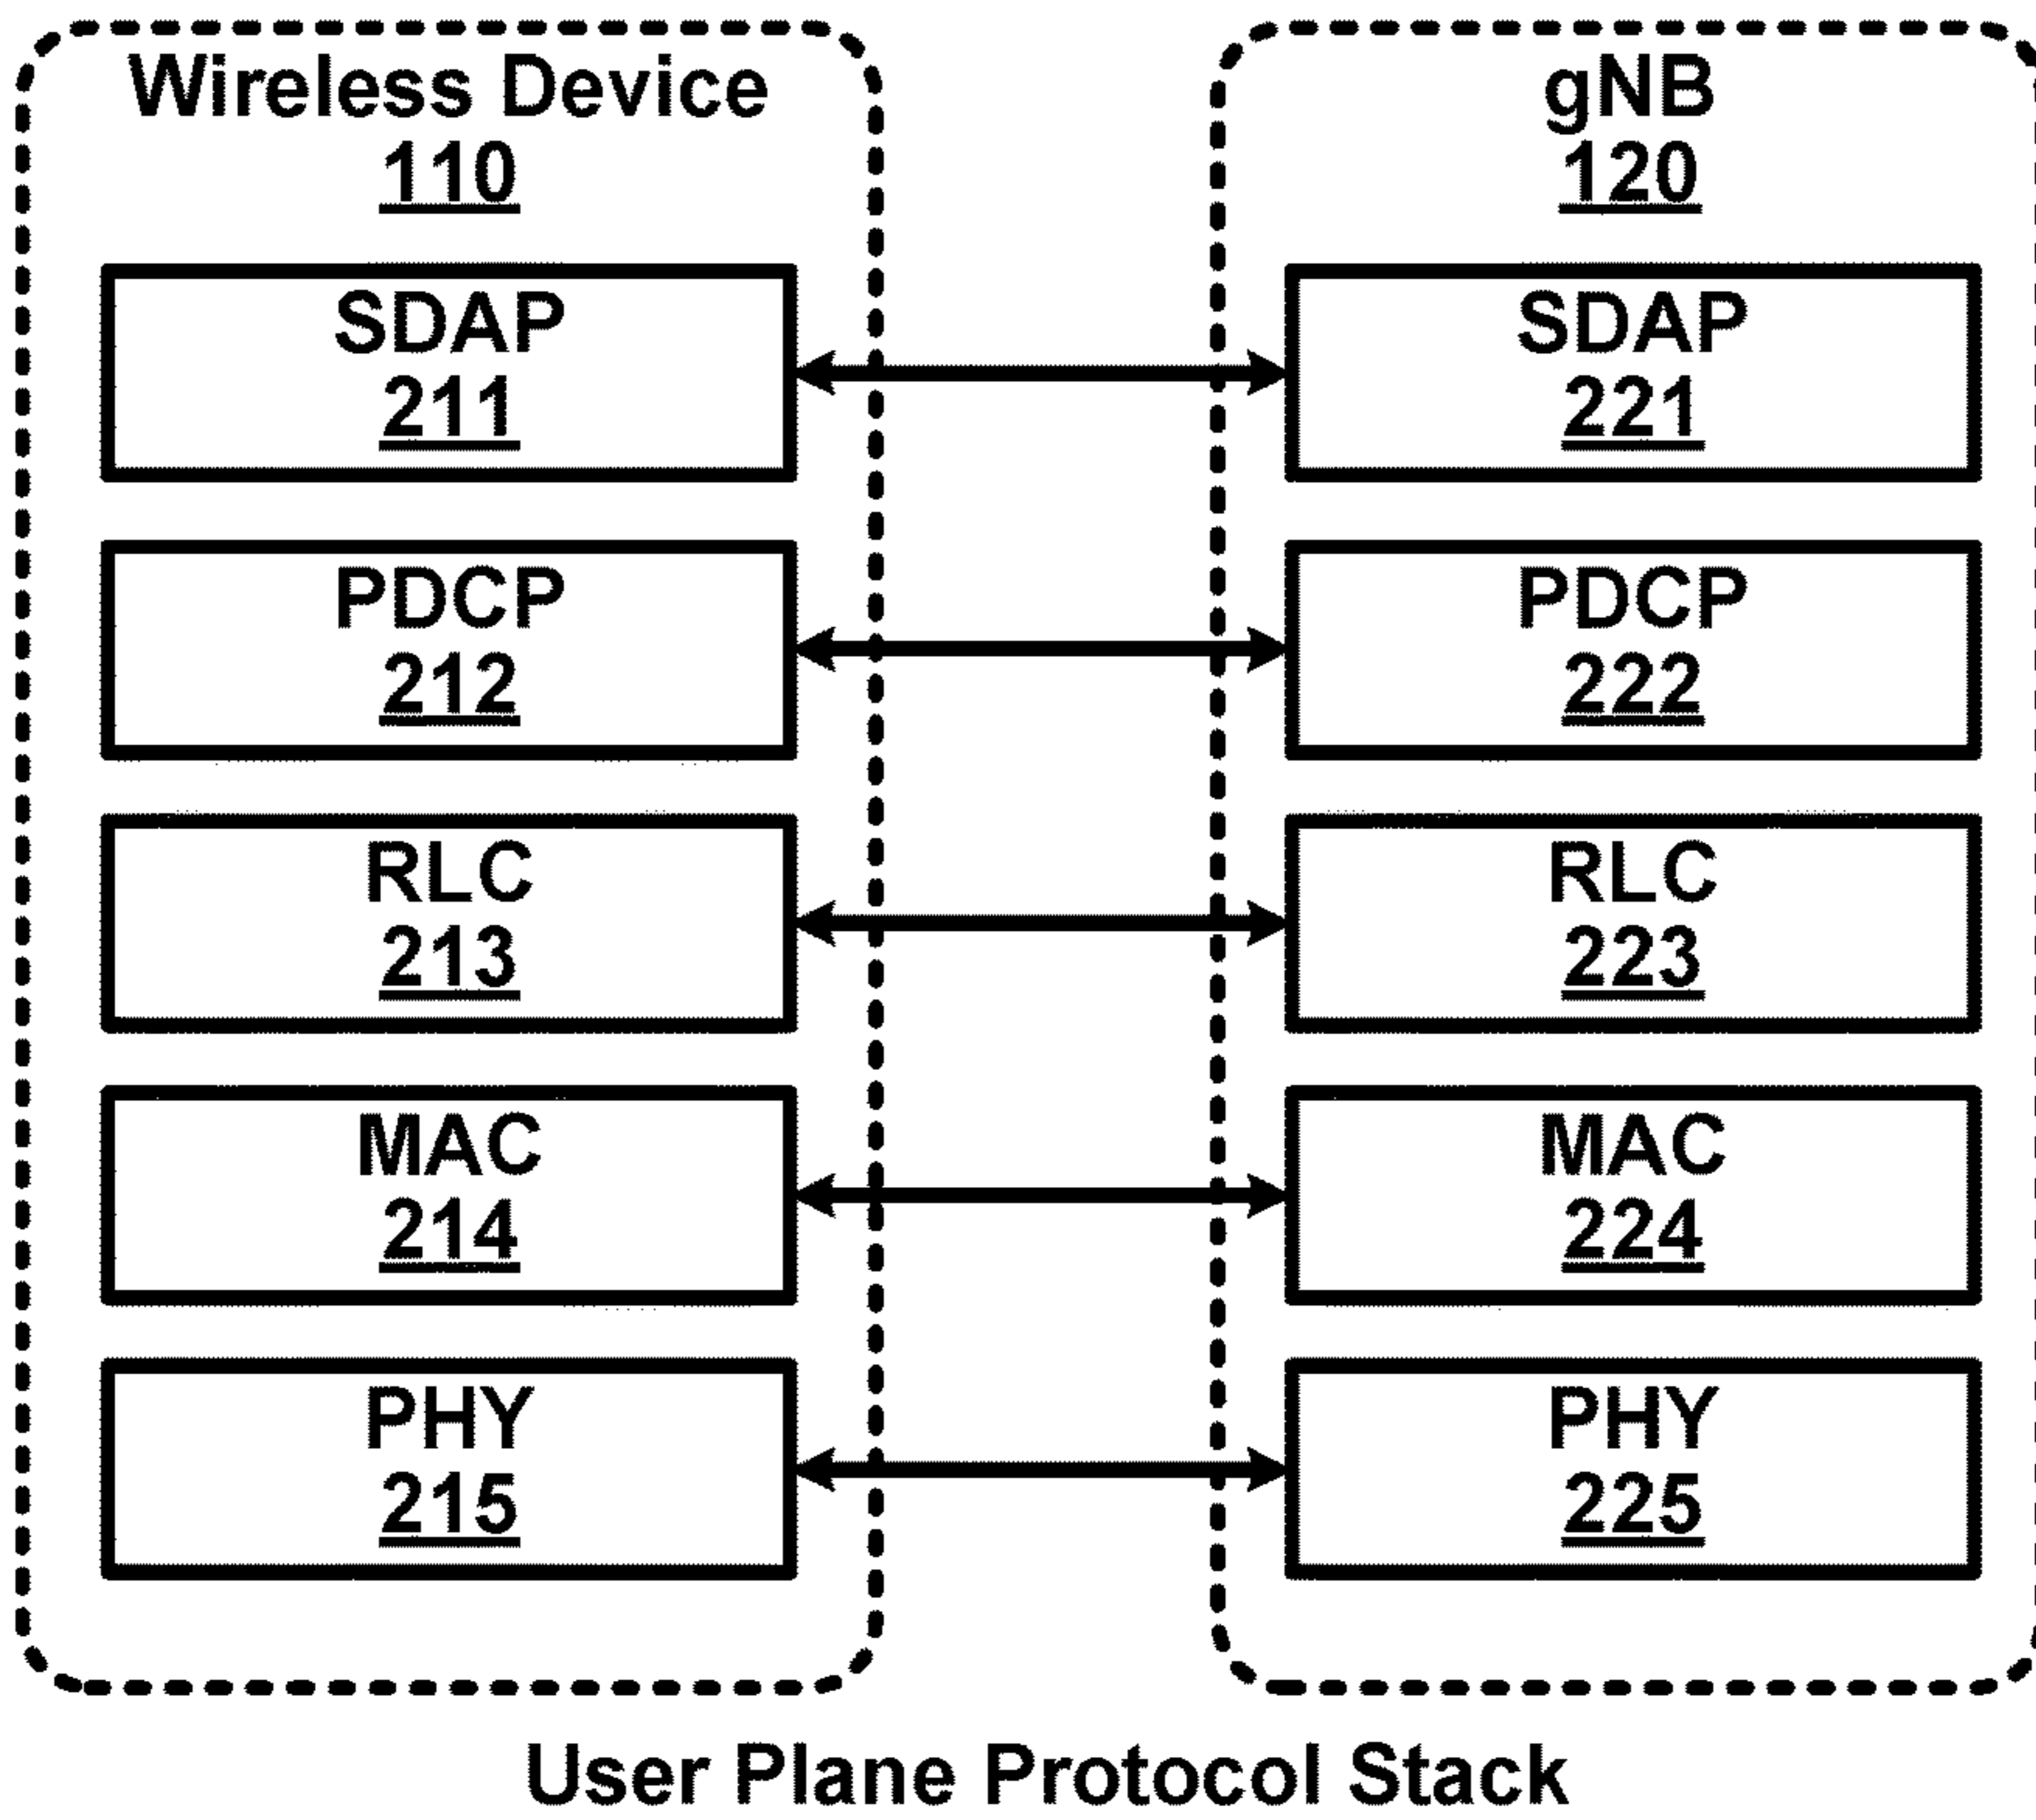 Wireless Device
110
gNB
120
SDAP
211
SDAP
221
PDCP
212
PDCP
222
RLC
213
RLC
223
MAC
214
MAC
224
PHY
215
PHY
225
User Plane Protocol Stack